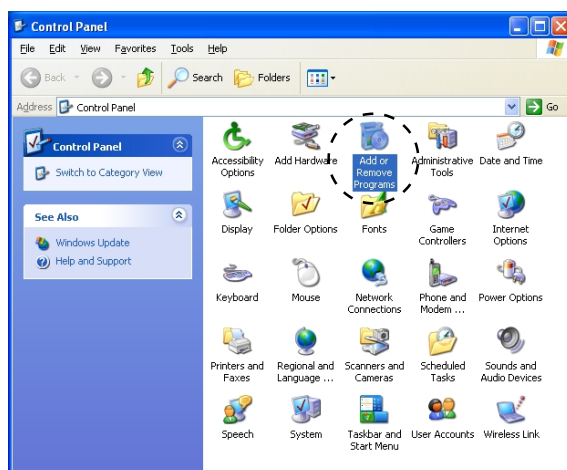 Control Panel
File Edit View Favorites Tools Help
Back Search Folders
Address Control Panel Go
Control Panel
Switch to Category View
See Also
Windows Update
Help and Support
Accessibility Options
Add Hardware
Add or Remove Programs
Administrative Tools
Date and Time
Display
Folder Options
Fonts
Game Controllers
Internet Options
Keyboard
Mouse
Network Connections
Phone and Modem ...
Power Options
Printers and Faxes
Regional and Language ...
Scanners and Cameras
Scheduled Tasks
Sounds and Audio Devices
Speech
System
Taskbar and Start Menu
User Accounts
Wireless Link